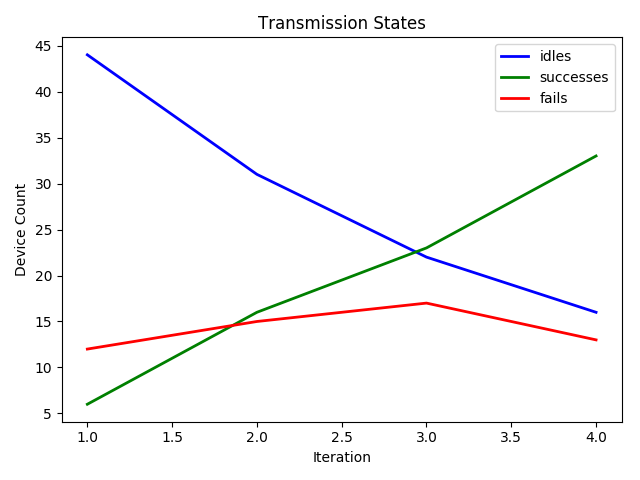 Transmission States
45
40
35
30
25
20
15
10
5
Device Count
idles
successes
fails
1.0 1.5 2.0 2.5 3.0 3.5 4.0
Iteration